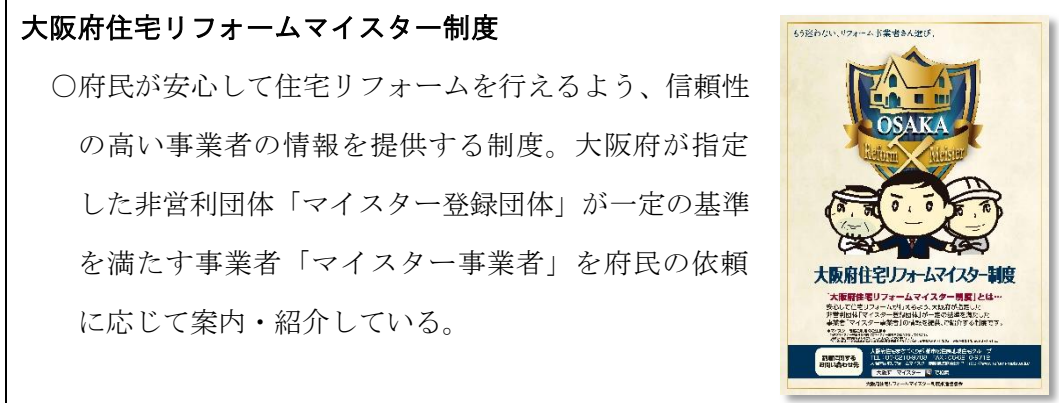 大阪府住宅リフォームマイスター制度
〇府民が安心して住宅リフォームを行えるよう、信頼性
の高い事業者の情報を提供する制度。大阪府が指定
した非営利団体「マイスター登録団体」が一定の基準
を満たす事業者「マイスター事業者」を府民の依頼
に応じて案内・紹介している。
もう迷わない、リフォーム事業者さん選び。
OSAKA
Reform Meister
大阪府住宅リフォームマイスター制度
「大阪府住宅リフォームマイスター制度」とは…
大阪府 マイスター